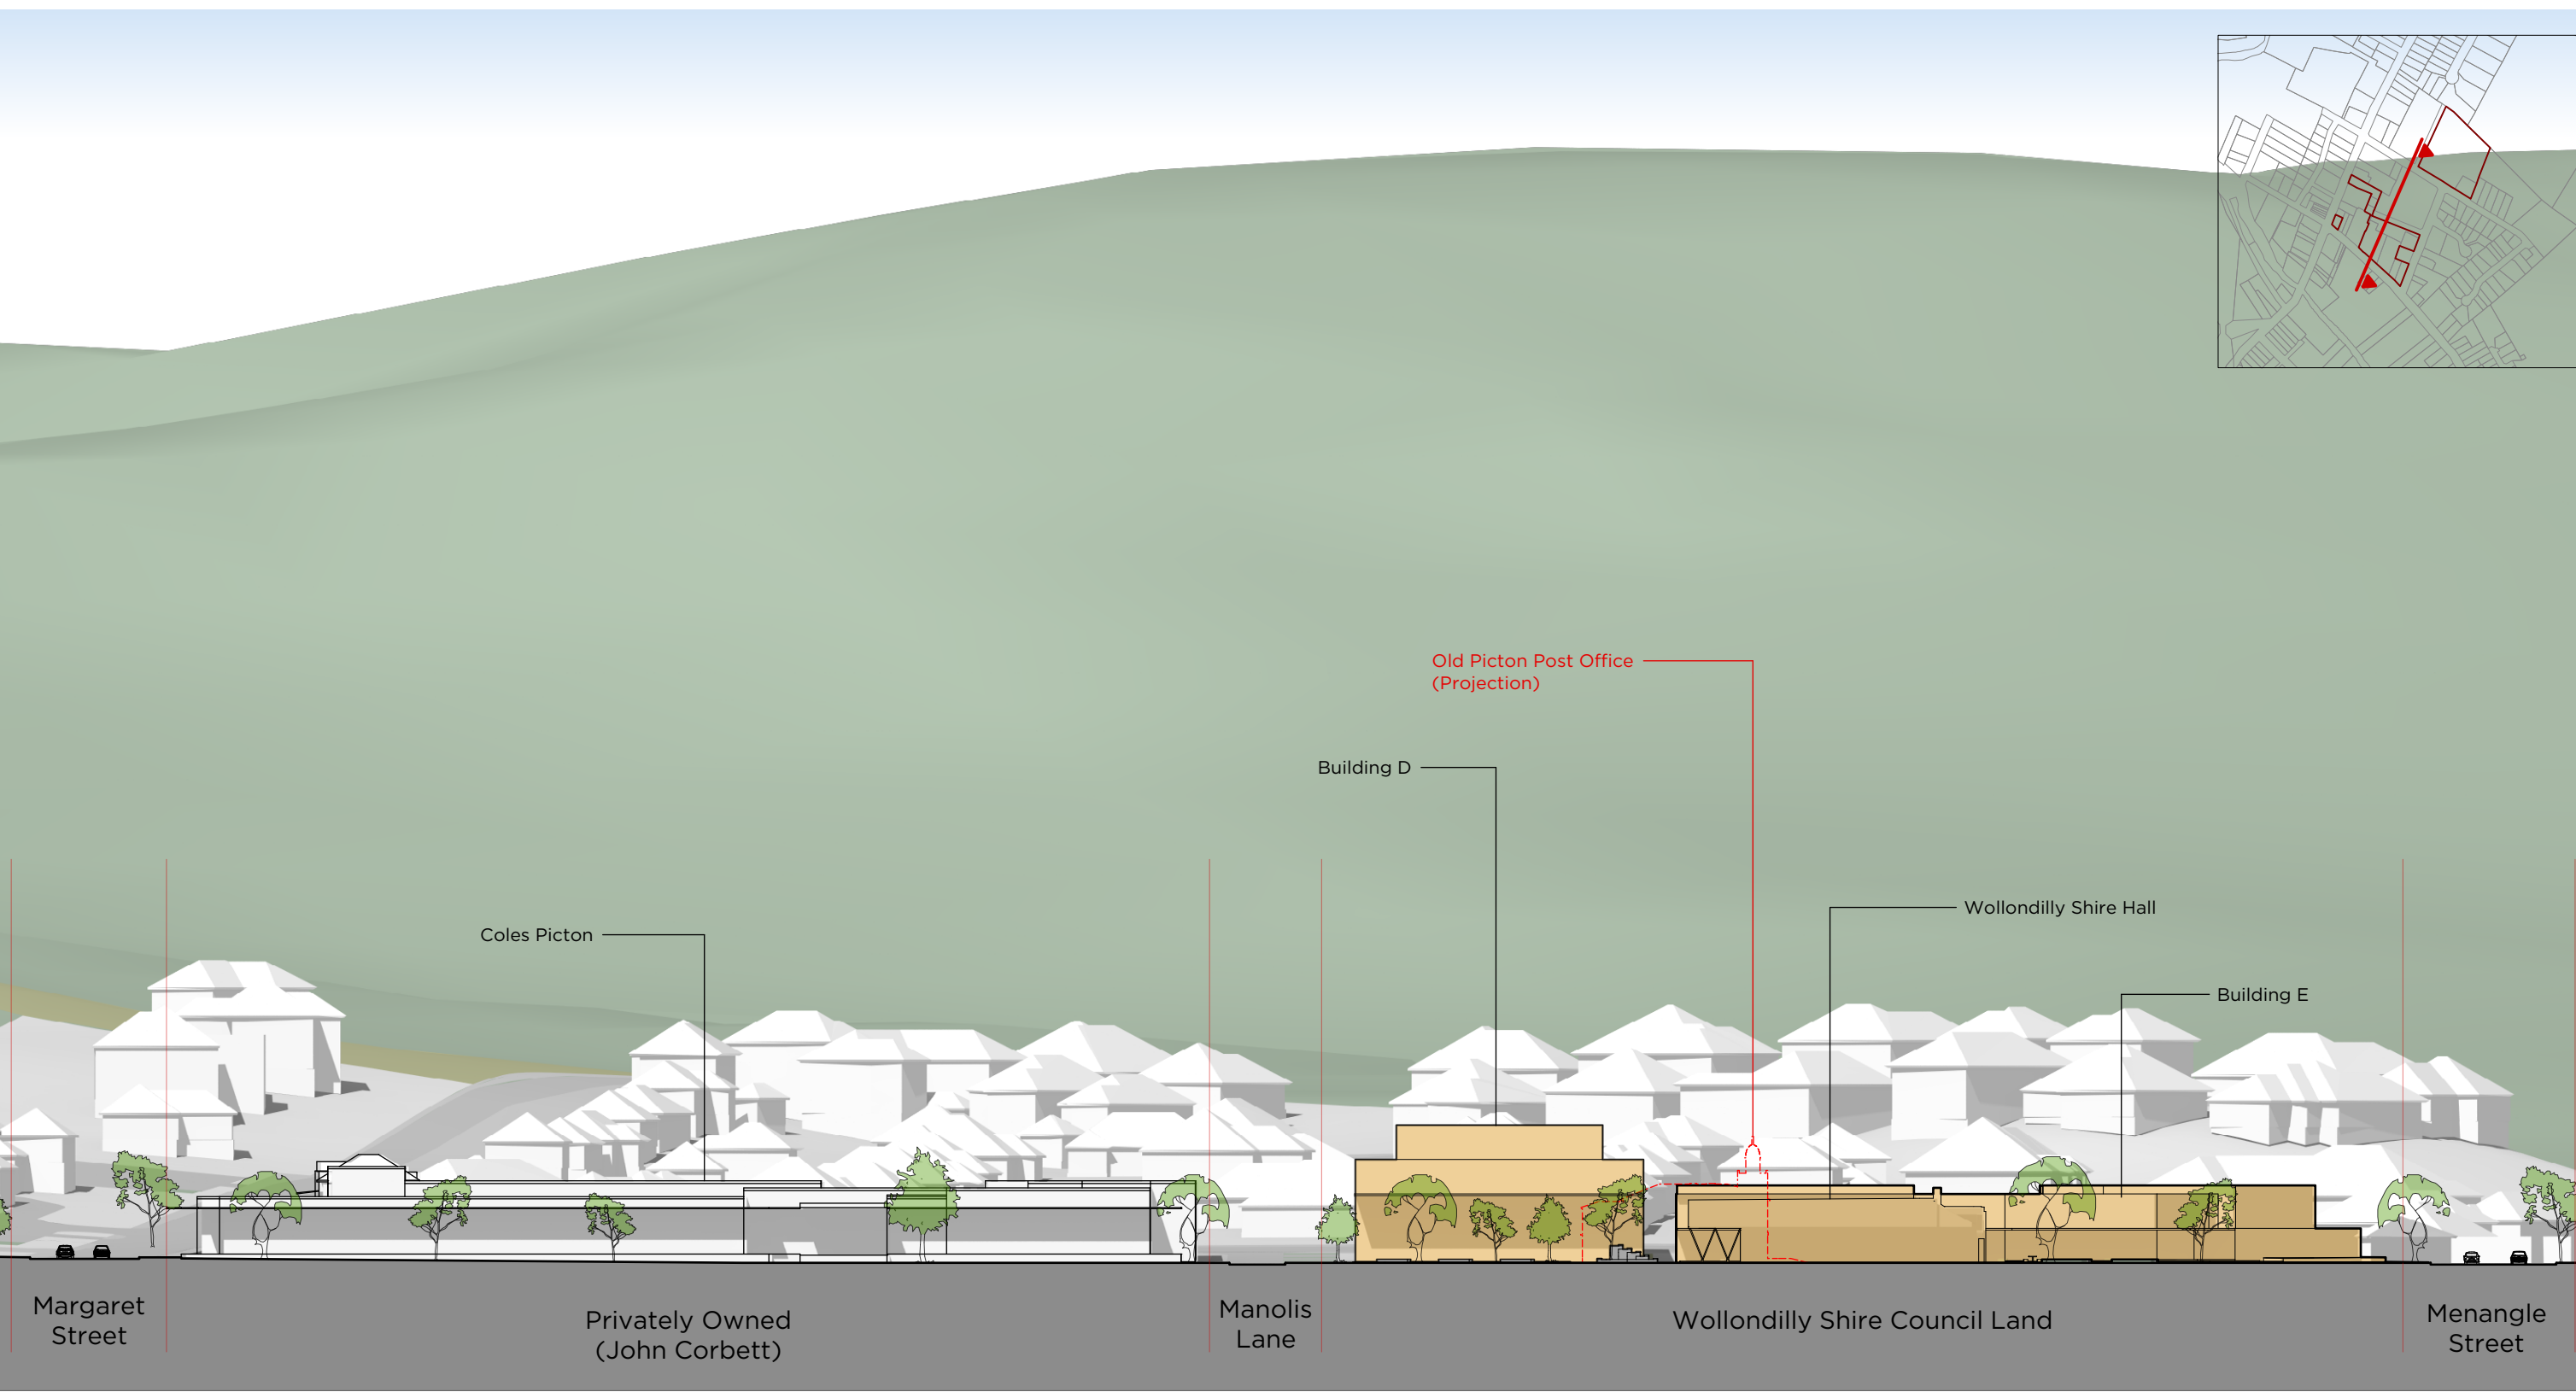 Old Picton Post Office
(Projection)
Building D
Wollondilly Shire Hall
Coles Picton
Building E
Margaret
Street
Privately Owned
(John Corbett)
Manolis
Lane
Wollondilly Shire Council Land
Menangle
Street